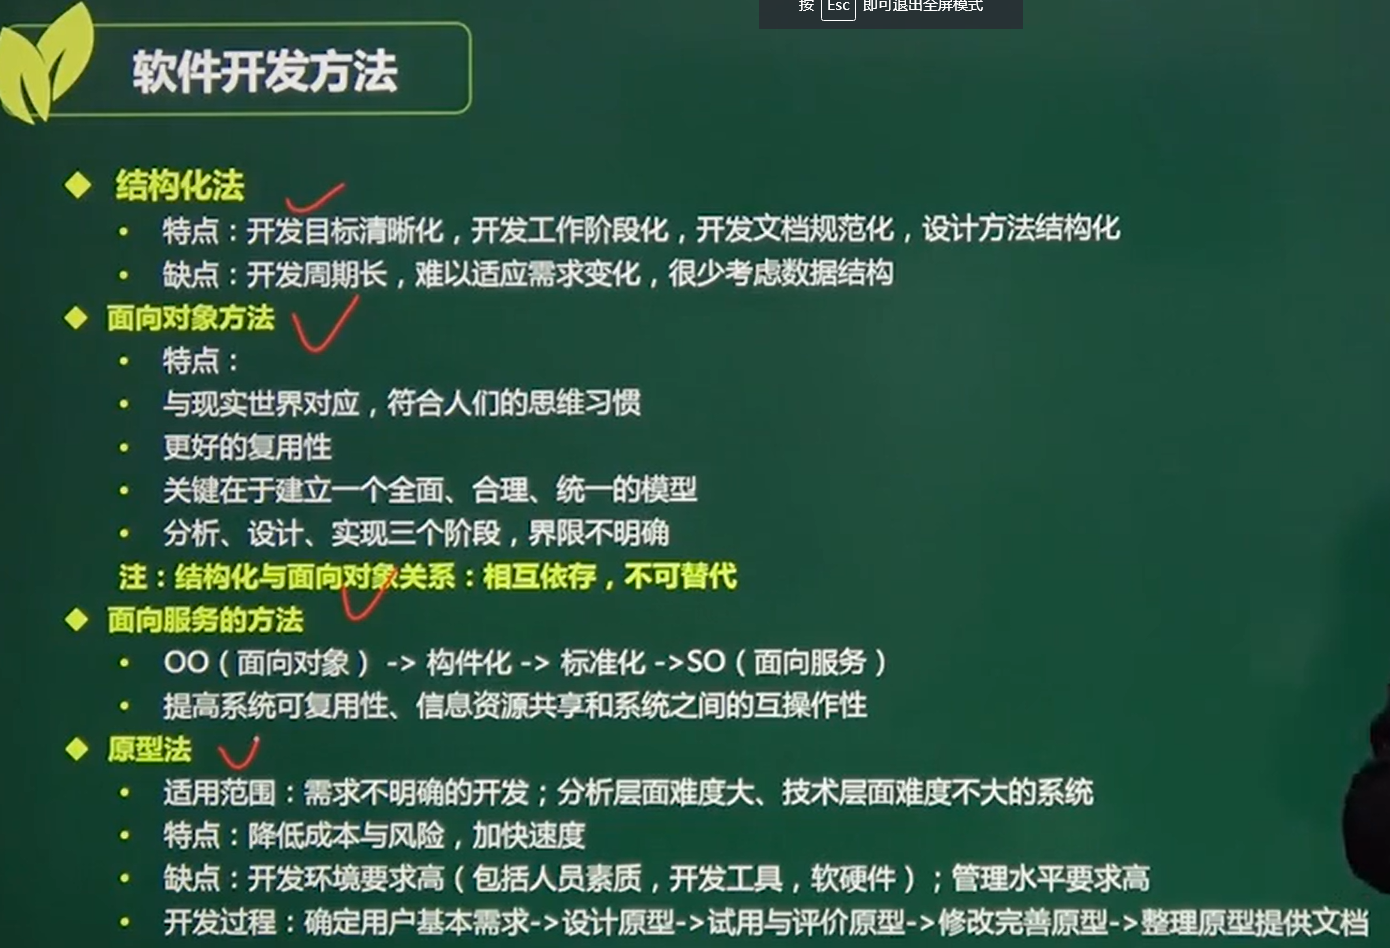 按 Esc 即可退出全屏模式
软件开发方法
结构化法
特点：开发目标清晰化，开发工作阶段化，开发文档规范化，设计方法结构化
缺点：开发周期长，难以适应需求变化，很少考虑数据结构
面向对象方法
特点：
与现实世界对应，符合人们的思维习惯
更好的复用性
关键在于建立一个全面、合理、统一的模型
分析、设计、实现三个阶段，界限不明确
注：结构化与面向对象关系：相互依存，不可替代
面向服务的方法
OO（面向对象） -> 构件化 -> 标准化 ->SO（面向服务）
提高系统可复用性、信息资源共享和系统之间的互操作性
原型法
适用范围：需求不明确的开发；分析层面难度大、技术层面难度不大的系统
特点：降低成本与风险，加快速度
缺点：开发环境要求高（包括人员素质，开发工具，软硬件）；管理水平要求高
开发过程：确定用户基本需求->设计原型->试用与评价原型->修改完善原型->整理原型提供文档